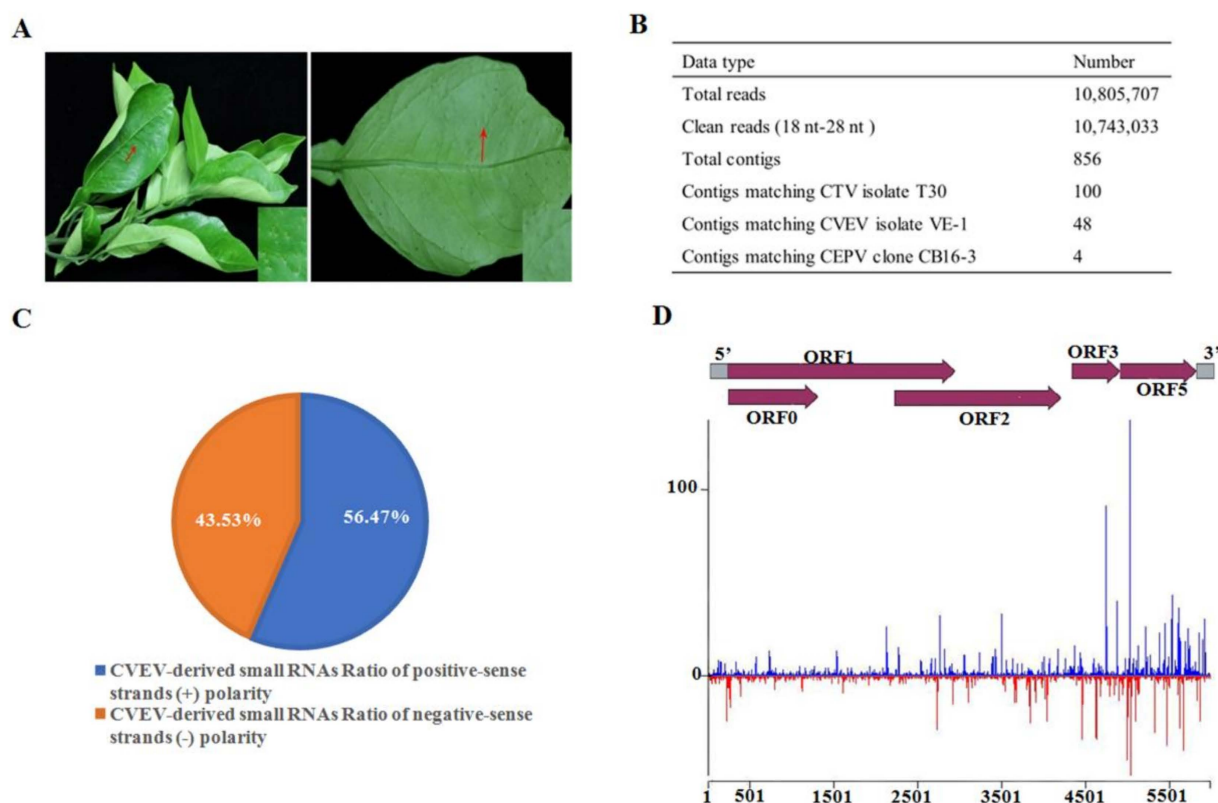 A
B
Data type Number
Total reads 10,805,707
Clean reads (18 nt-28 nt ) 10,743,033
Total contigs 856
Contigs matching CTV isolate T30 100
Contigs matching CVEV isolate VE-1 48
Contigs matching CEPV clone CB16-3 4
C
43.53% 56.47%
CVEV-derived small RNAs Ratio of positive-sense
strands (+) polarity
CVEV-derived small RNAs Ratio of negative-sense
strands (-) polarity
D
5’ ORF1 ORF3 3’
ORF0 ORF2 ORF5
100
0
1 501 1501 2501 3501 4501 5501